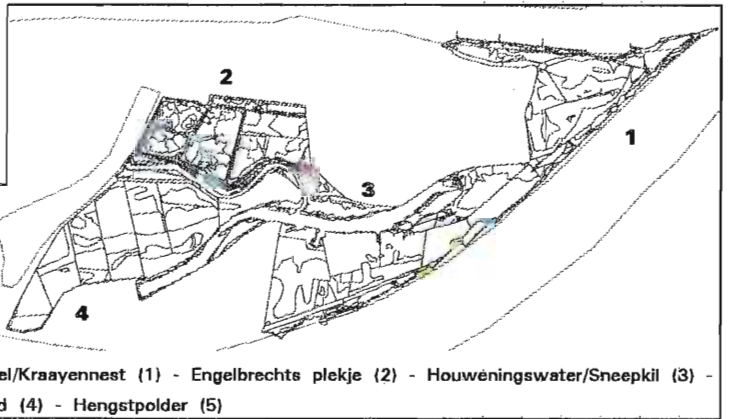 2
1
3
4
el/Kraayennest (1) - Engelbrechts plekje (2) - Houweningswater/Sneepkil (3) -
d (4) - Hengstpolder (5)